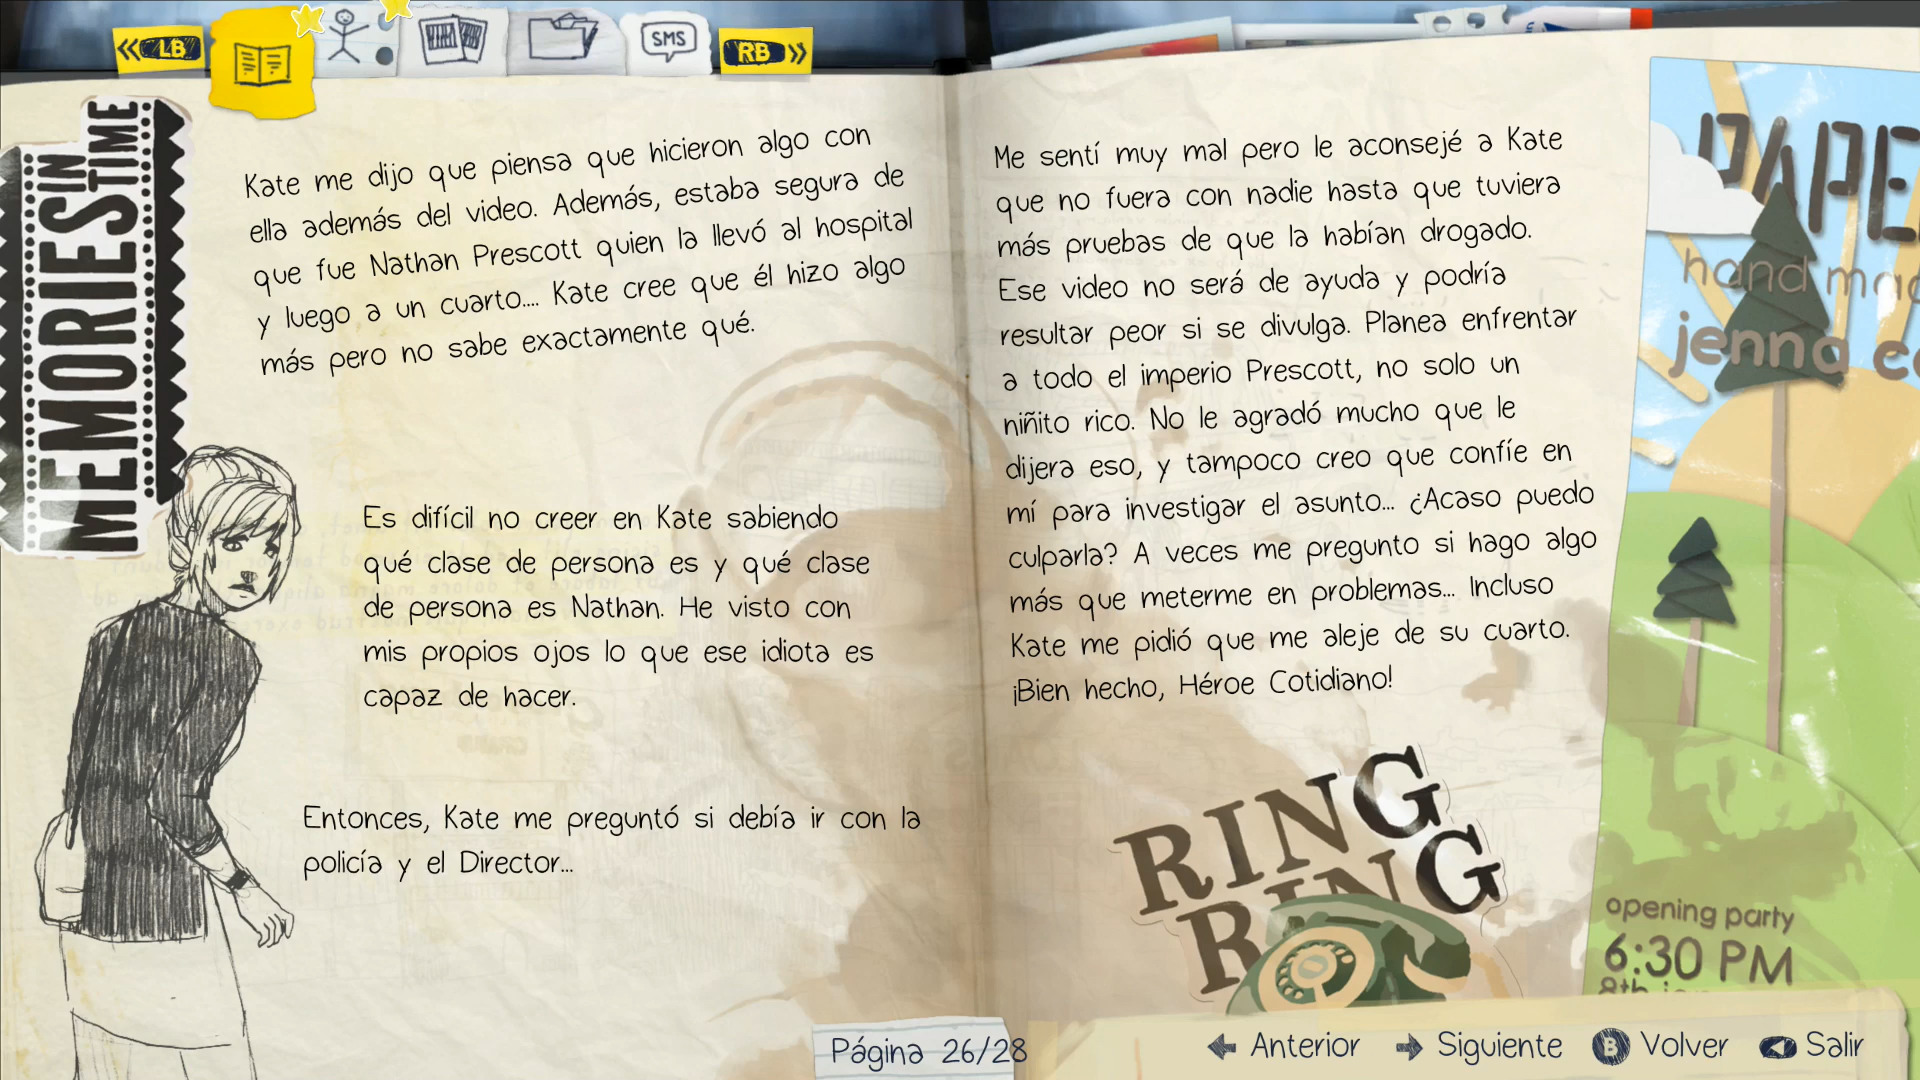 LB
SMS
RB
MEMORIES IN TIME
Kate me dijo que piensa que hicieron algo con
ella además del video. Además, estaba segura de
que fue Nathan Prescott quien la llevó al hospital
y luego a un cuarto.... Kate cree que él hizo algo
más pero no sabe exactamente qué.
Es difícil no creer en Kate sabiendo
qué clase de persona es y qué clase
de persona es Nathan. He visto con
mis propios ojos lo que ese idiota es
capaz de hacer.
Entonces, Kate me preguntó si debía ir con la
policía y el Director...
Me sentí muy mal pero le aconsejé a Kate
que no fuera con nadie hasta que tuviera
más pruebas de que la habían drogado.
Ese video no será de ayuda y podría
resultar peor si se divulga. Planea enfrentar
a todo el imperio Prescott, no solo un
niñito rico. No le agradó mucho que le
dijera eso, y tampoco creo que confíe en
mí para investigar el asunto... ¿Acaso puedo
culparla? A veces me pregunto si hago algo
más que meterme en problemas... Incluso
Kate me pidió que me aleje de su cuarto.
¡Bien hecho, Héroe Cotidiano!
RING
RING
PAPE
hand mad
jenna co
opening party
6:30 PM
8th
Página 26/28
Anterior
Siguiente
B Volver
Salir